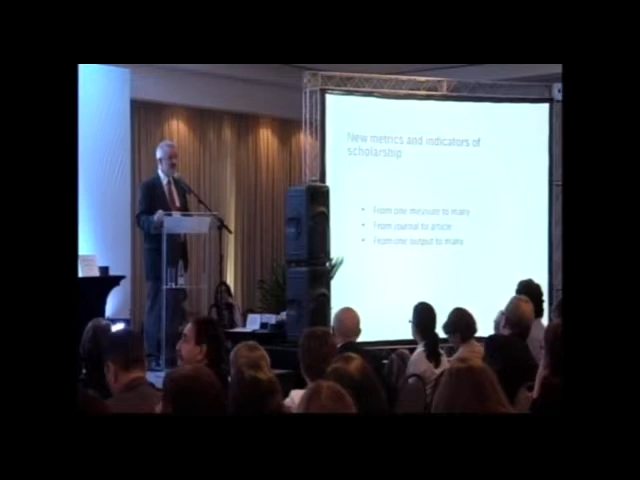 New metrics and indicators of
scholarship
• From one measure to many
• From journal to article
• From one output to many